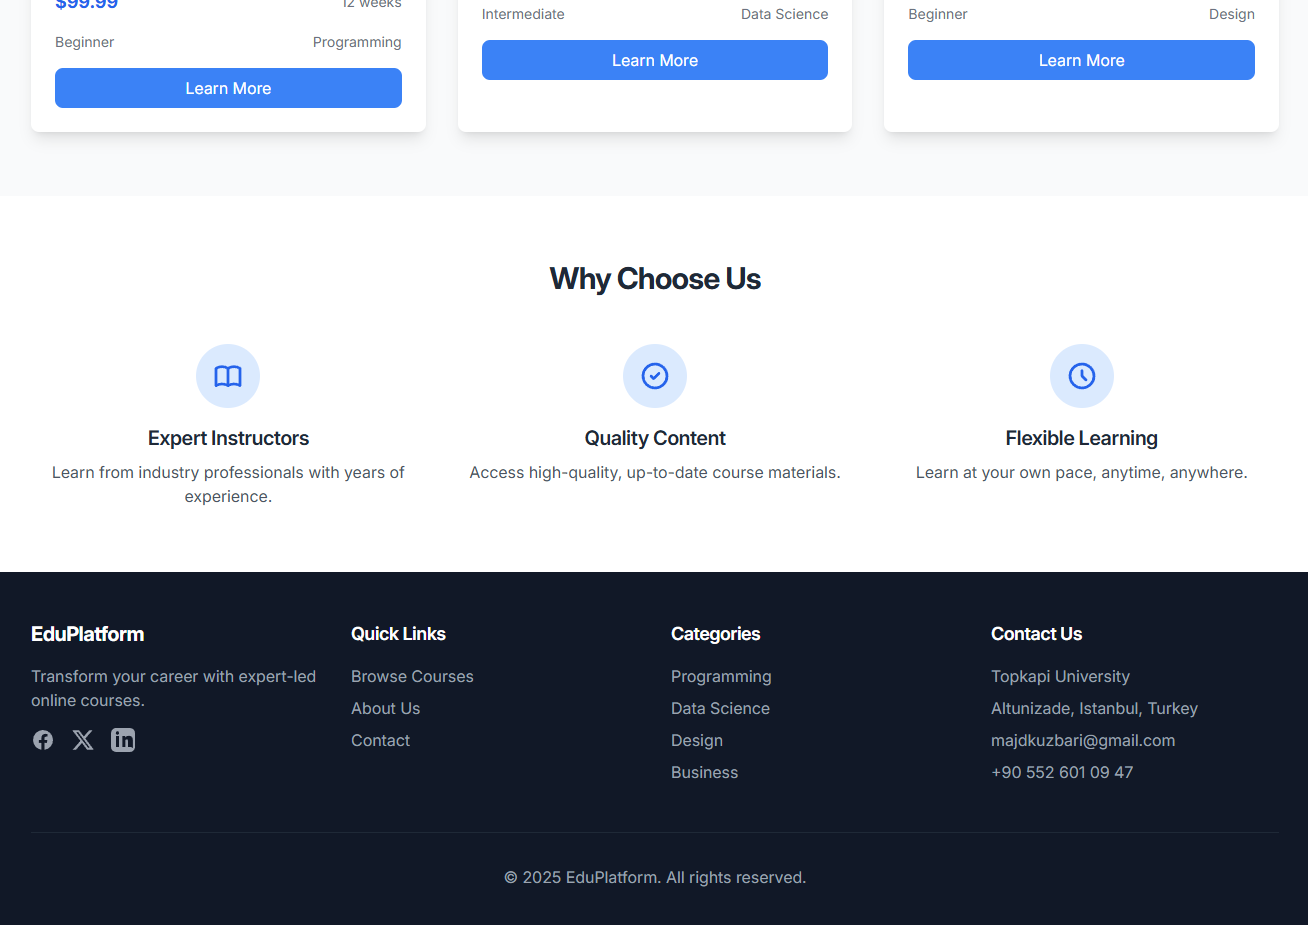 $99.99
12 weeks
Beginner
Programming
Learn More
Intermediate
Data Science
Learn More
Beginner
Design
Learn More
Why Choose Us
Expert Instructors
Learn from industry professionals with years of
experience.
Quality Content
Access high-quality, up-to-date course materials.
Flexible Learning
Learn at your own pace, anytime, anywhere.
EduPlatform
Transform your career with expert-led
online courses.
Quick Links
Browse Courses
About Us
Contact
Categories
Programming
Data Science
Design
Business
Contact Us
Topkapi University
Altunizade, Istanbul, Turkey
majdkuzbari@gmail.com
+90 552 601 09 47
© 2025 EduPlatform. All rights reserved.